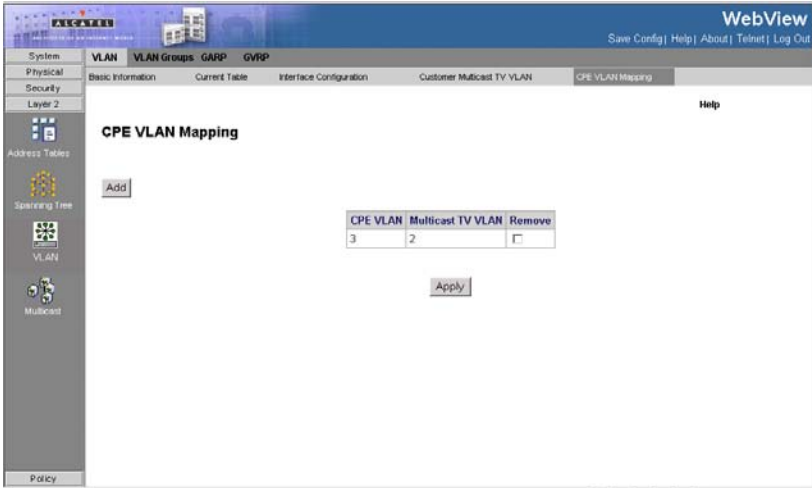 ALCATEL
WebView
Save Config| Help| About| Telnet| Log Out
System
Physical
Security
Layer 2
Address Tables
Spanning Tree
VLAN
Multicast
Policy
VLAN VLAN Groups GARP GVRP
Basic Information Current Table Interface Configuration Customer Multicast TV VLAN CPE VLAN Mapping
Help
CPE VLAN Mapping
Add
CPE VLAN Multicast TV VLAN Remove
3 2
Apply